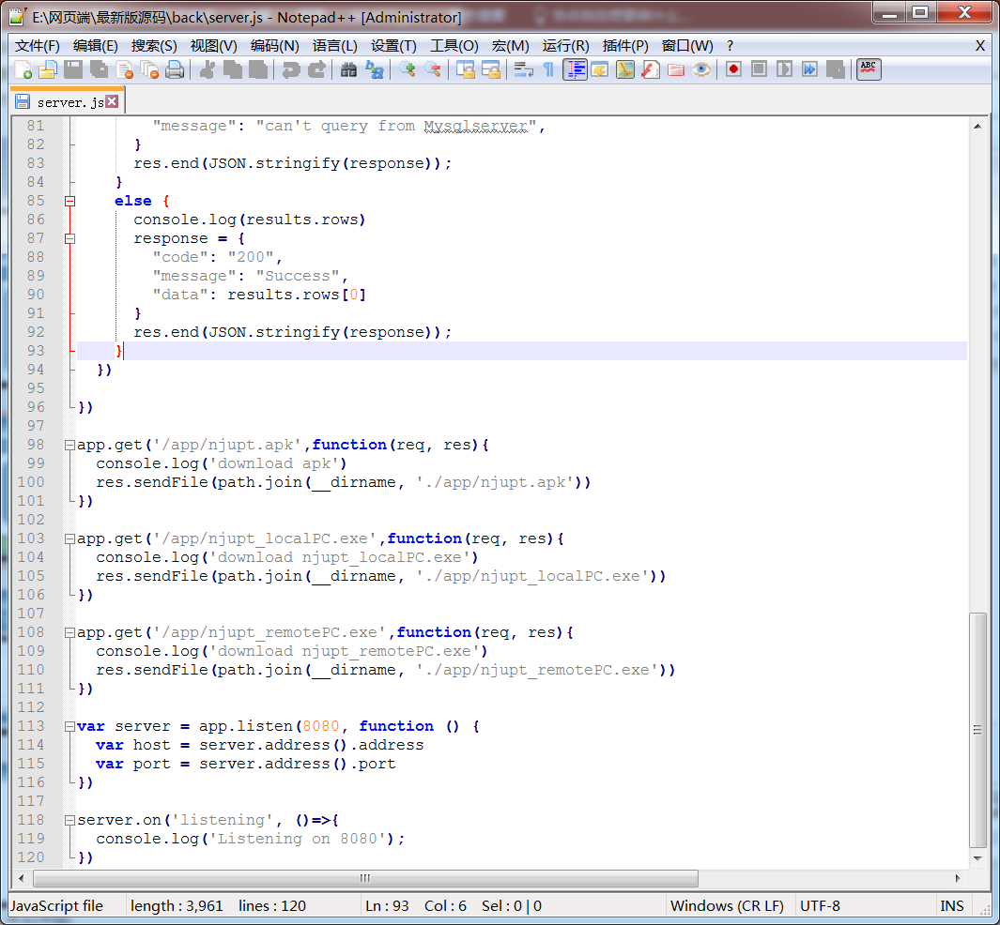 E:\网页端\最新版源码\back\server.js - Notepad++ [Administrator]
文件(F) 编辑(E) 搜索(S) 视图(V) 编码(N) 语言(L) 设置(T) 工具(O) 宏(M) 运行(R) 插件(P) 窗口(W) ? X
ABC
server.js
81 "message": "can't query from Mysqlserver",
82 }
83 res.end(JSON.stringify(response));
84 }
85 else {
86 console.log(results.rows)
87 response = {
88 "code": "200",
89 "message": "Success",
90 "data": results.rows[0]
91 }
92 res.end(JSON.stringify(response));
93 }
94 })
95
96 })
97
98 app.get('/app/njupt.apk',function(req, res){
99 console.log('download apk')
100 res.sendFile(path.join(__dirname, './app/njupt.apk'))
101 })
102
103 app.get('/app/njupt_localPC.exe',function(req, res){
104 console.log('download njupt_localPC.exe')
105 res.sendFile(path.join(__dirname, './app/njupt_localPC.exe'))
106 })
107
108 app.get('/app/njupt_remotePC.exe',function(req, res){
109 console.log('download njupt_remotePC.exe')
110 res.sendFile(path.join(__dirname, './app/njupt_remotePC.exe'))
111 })
112
113 var server = app.listen(8080, function () {
114 var host = server.address().address
115 var port = server.address().port
116 })
117
118 server.on('listening', ()=>{
119 console.log('Listening on 8080');
120 })
JavaScript file length : 3,961 lines : 120 Ln : 93 Col : 6 Sel : 0 | 0 Windows (CR LF) UTF-8 INS